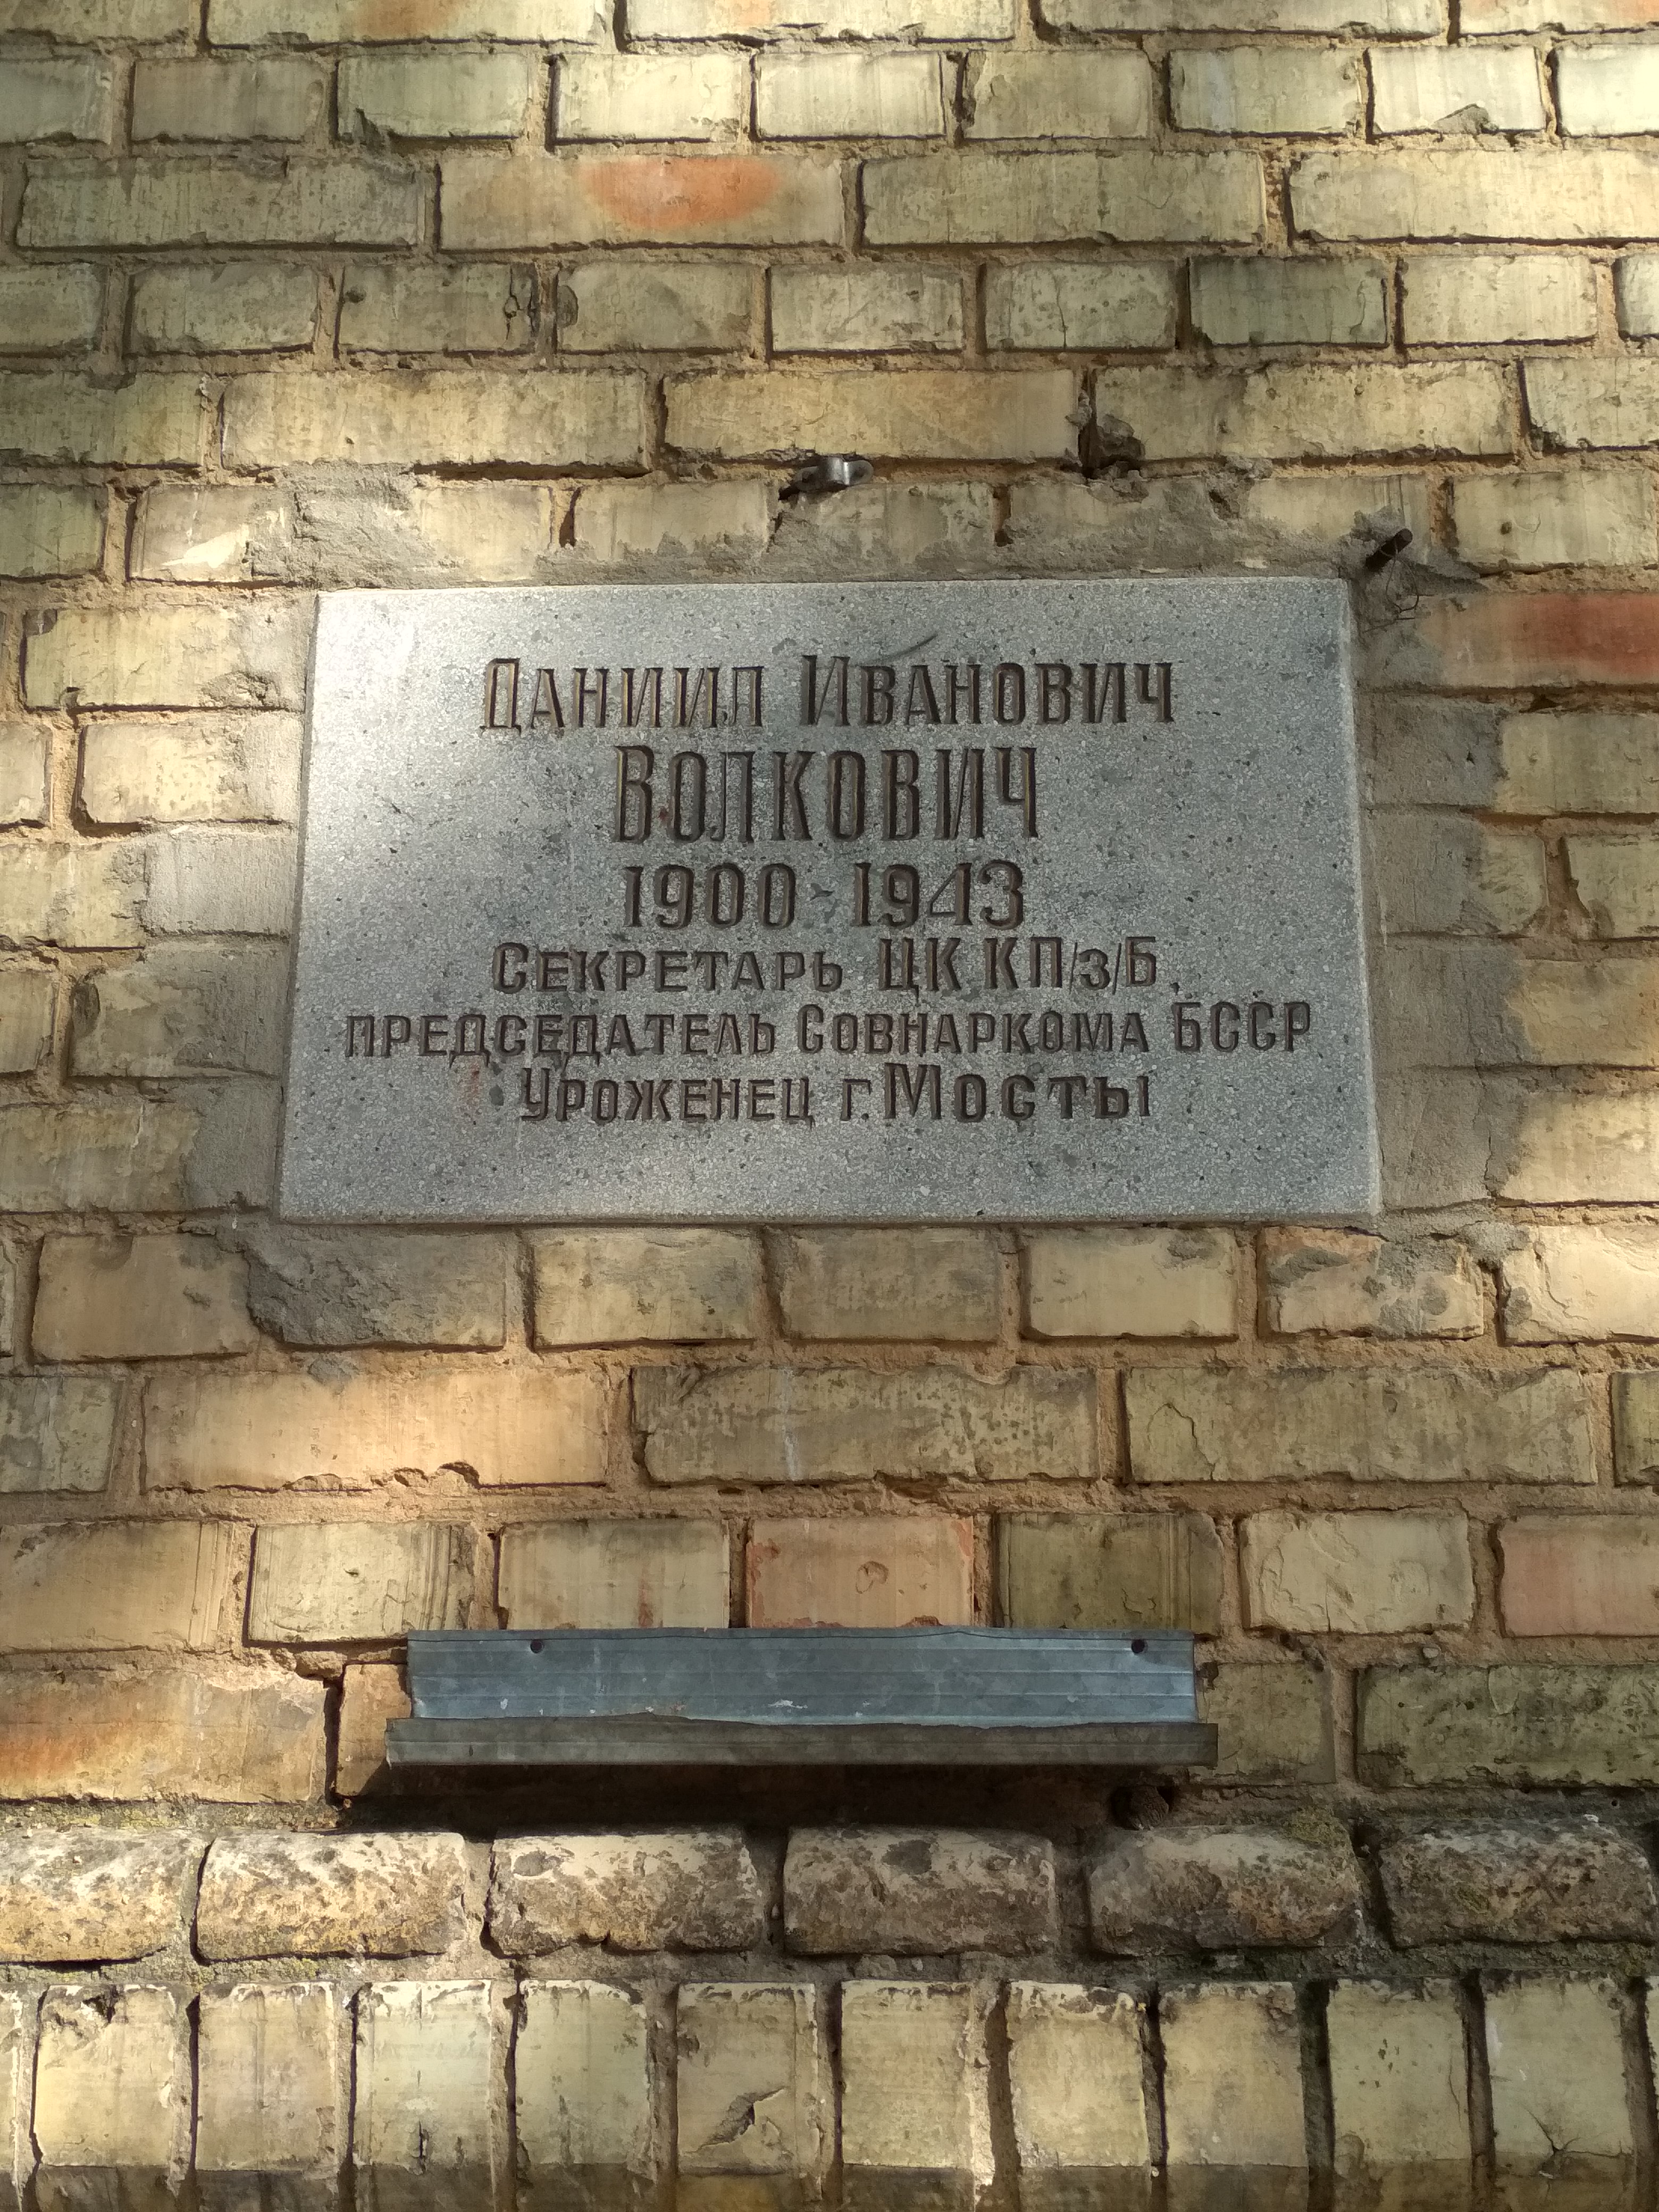 Даниил Иванович
Волкович
1900-1943
Секретарь ЦК КП/з/Б,
председатель Совнаркома БССР
Уроженец г. Мосты